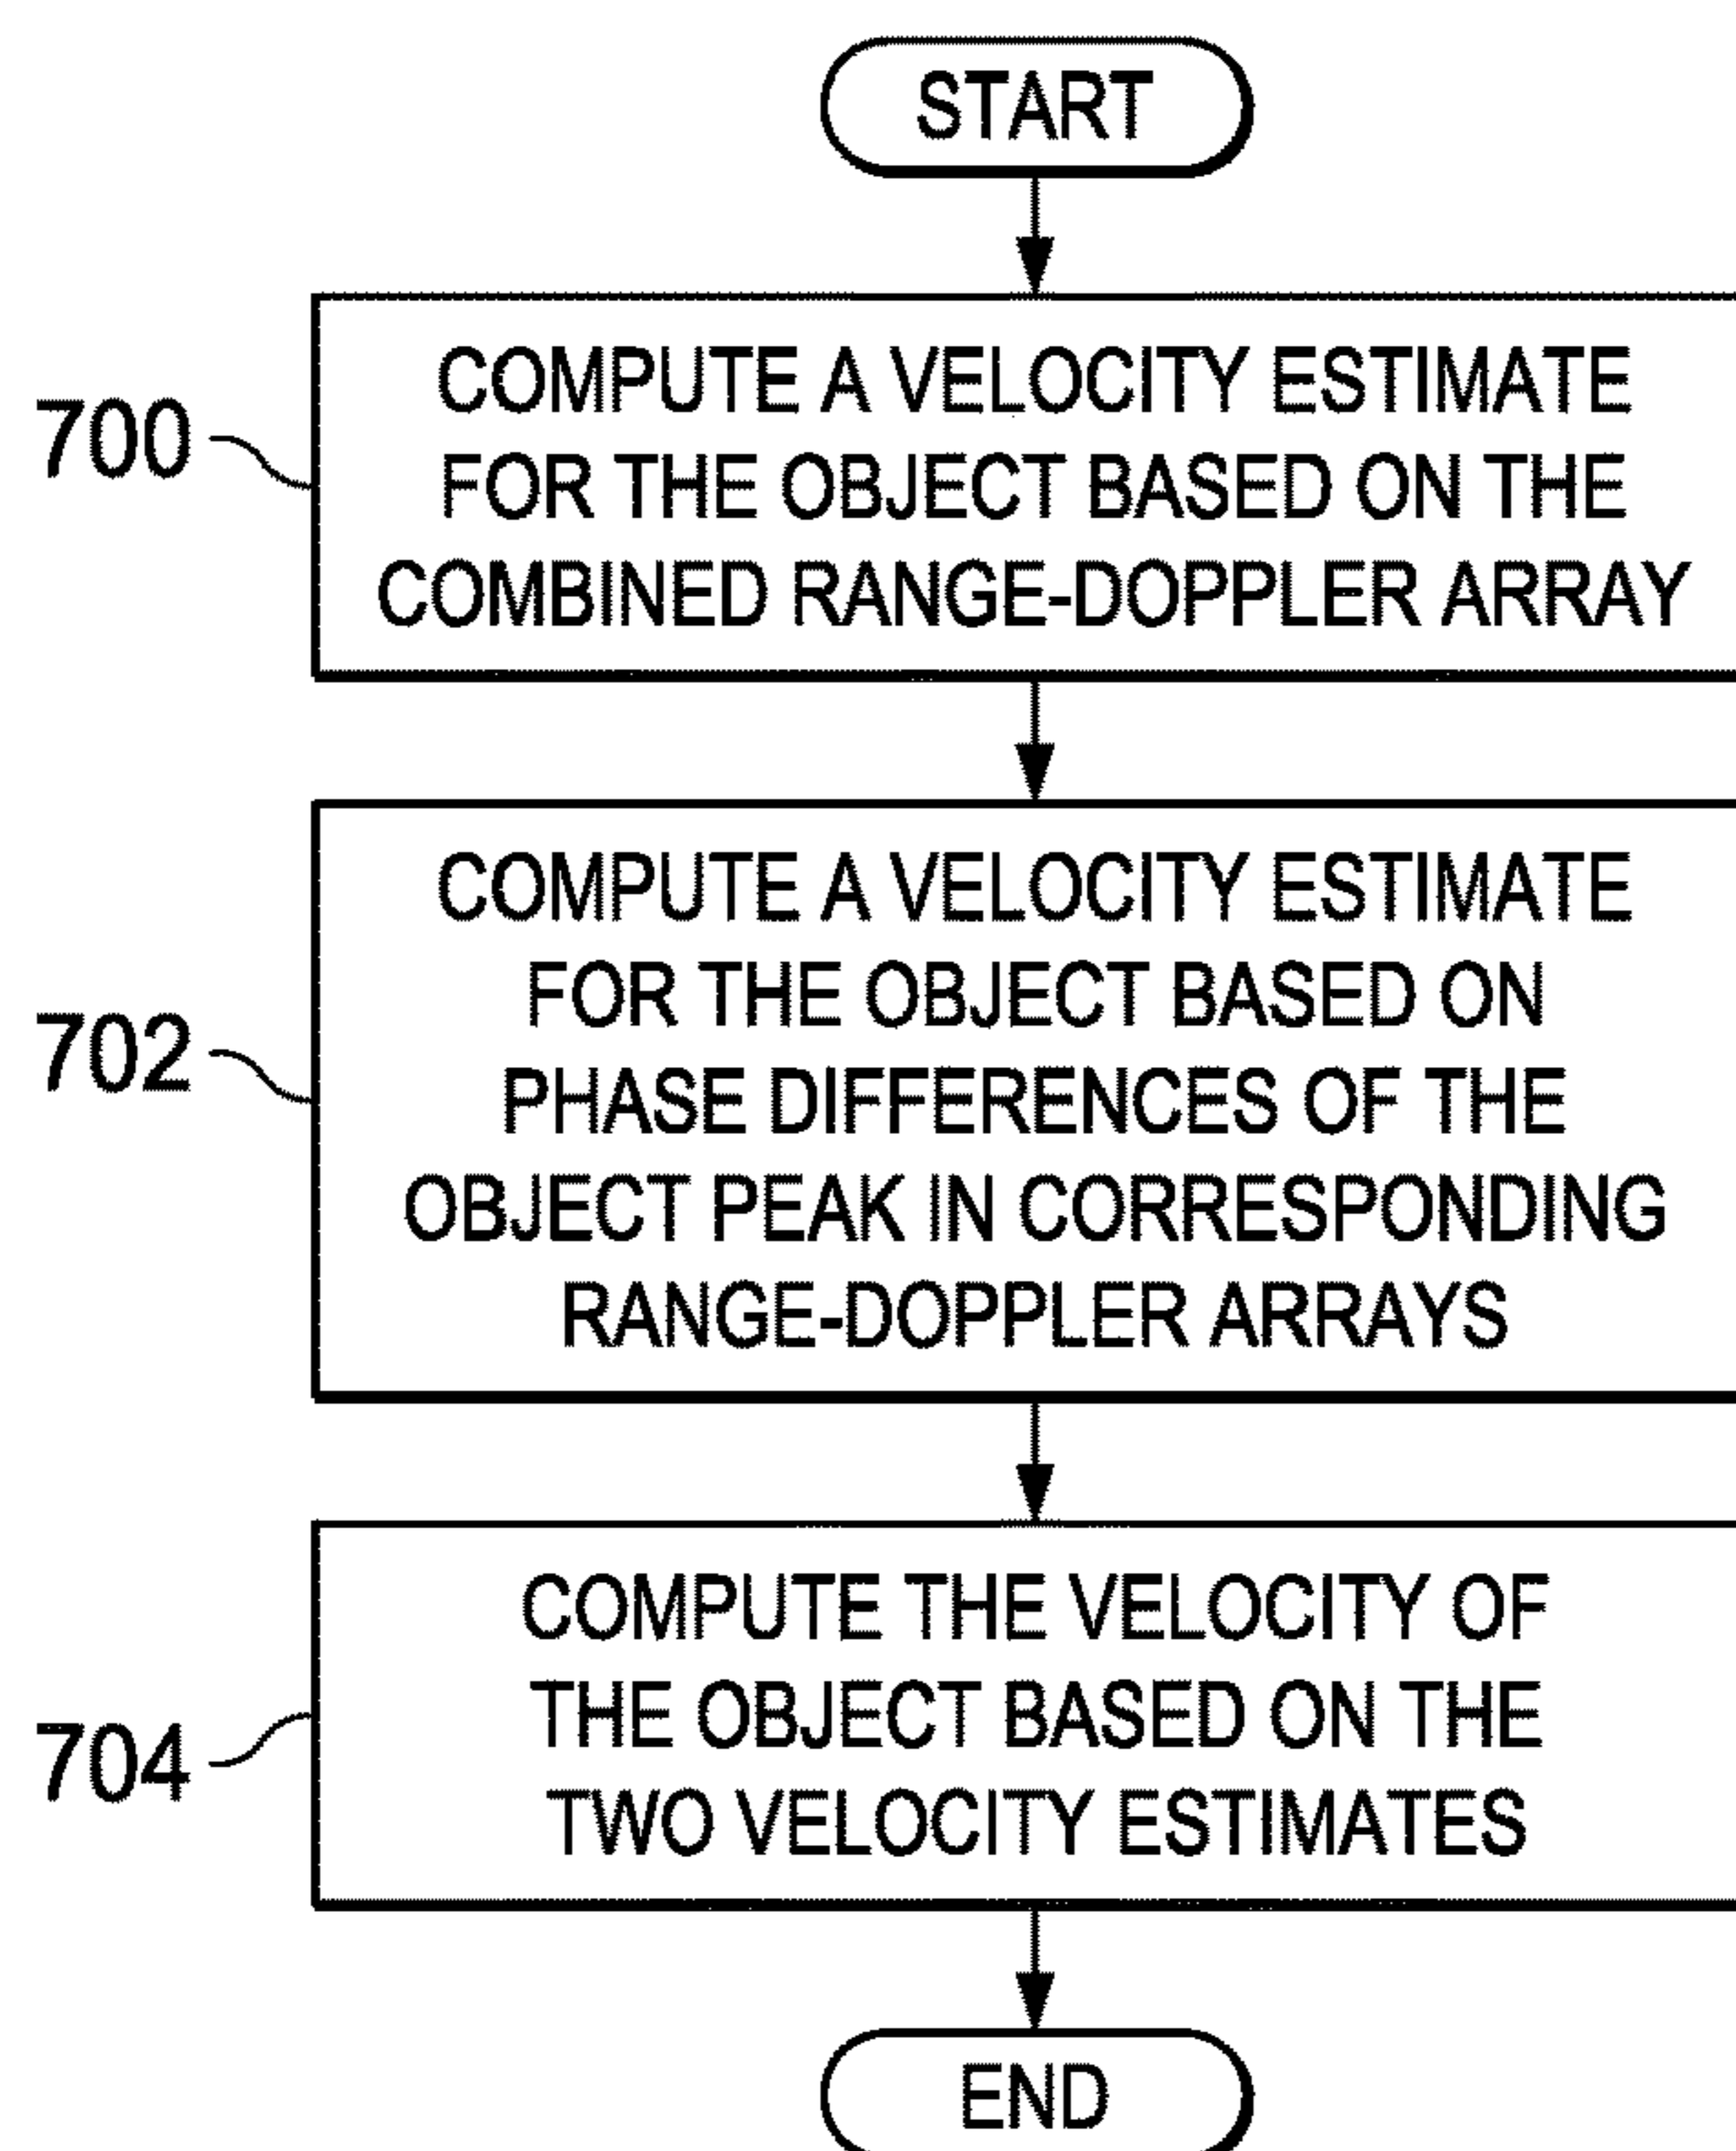 START
700
COMPUTE A VELOCITY ESTIMATE
FOR THE OBJECT BASED ON THE
COMBINED RANGE-DOPPLER ARRAY
702
COMPUTE A VELOCITY ESTIMATE
FOR THE OBJECT BASED ON
PHASE DIFFERENCES OF THE
OBJECT PEAK IN CORRESPONDING
RANGE-DOPPLER ARRAYS
704
COMPUTE THE VELOCITY OF
THE OBJECT BASED ON THE
TWO VELOCITY ESTIMATES
END